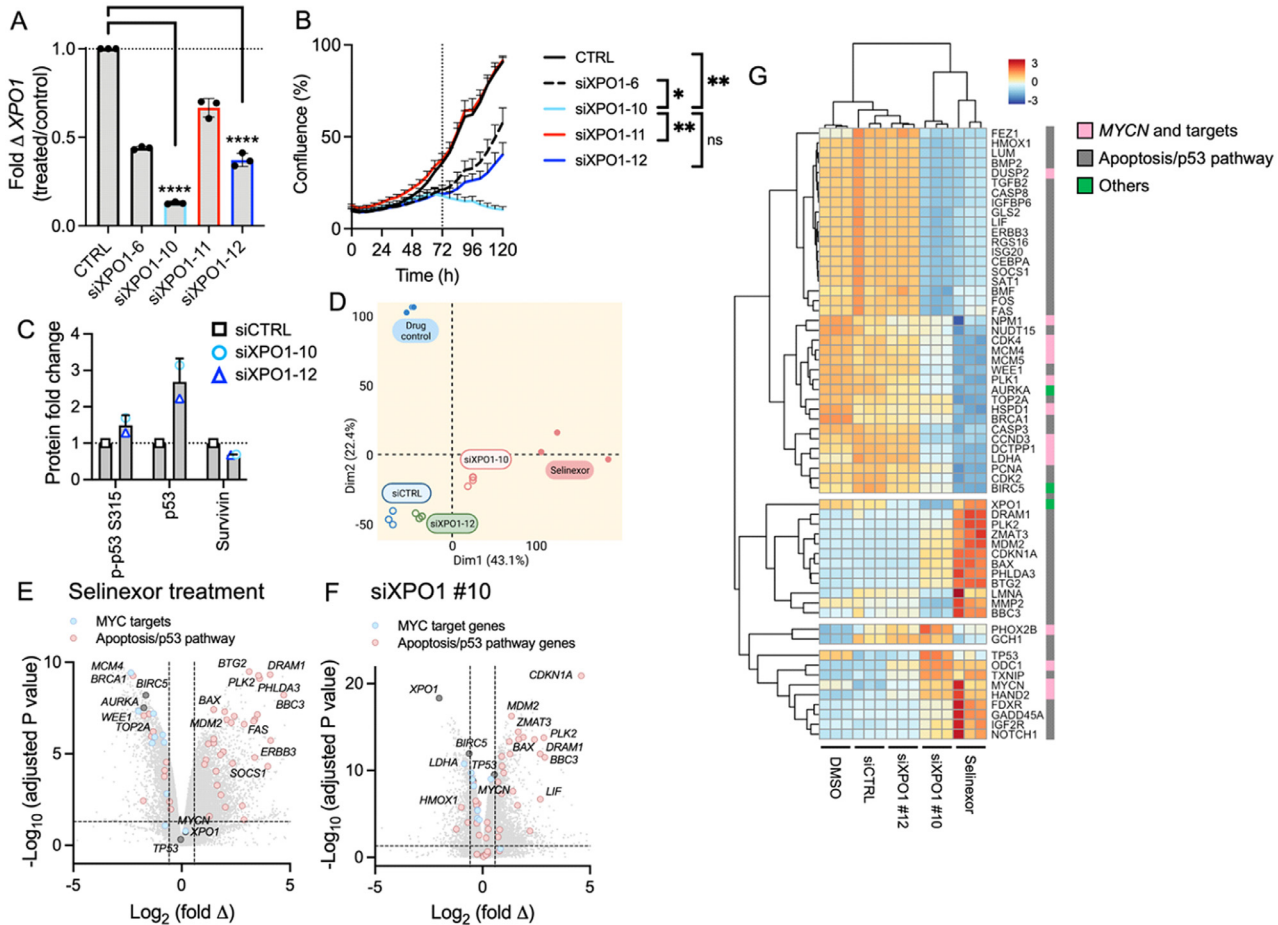 A
Fold Δ XPO1
(treated/control)
1.0
0.5
0.0
****
****
CTRL
siXPO1-6
siXPO1-10
siXPO1-11
siXPO1-12
B
Confluence (%)
100
50
0
0
24
48
72
96
120
Time (h)
CTRL
siXPO1-6
siXPO1-10
siXPO1-11
siXPO1-12
*
**
**
ns
C
Protein fold change
4
3
2
1
0
p-p53 S315
p53
Survivin
siCTRL
siXPO1-10
siXPO1-12
D
Dim2 (22.4%)
100
50
0
-50
Drug
control
siXPO1-10
Selinexor
siCTRL
siXPO1-12
0
100
Dim1 (43.1%)
E
Selinexor treatment
MYC targets
Apoptosis/p53 pathway
-Log10 (adjusted P value)
10
5
0
MCM4
BRCA1
BIRC5
AURKA
WEE1
TOP2A
BTG2
DRAM1
PLK2
PHLDA3
BBC3
BAX
MDM2
FAS
ERBB3
SOCS1
MYCN
XPO1
TP53
-5
0
5
Log2 (fold Δ)
F
siXPO1 #10
MYC target genes
Apoptosis/p53 pathway genes
-Log10 (adjusted P value)
20
10
0
CDKN1A
XPO1
MDM2
ZMAT3
BIRC5
PLK2
BAX
DRAM1
LDHA
TP53
BBC3
MYCN
HMOX1
LIF
-5
0
5
Log2 (fold Δ)
G
3
0
-3
MYCN and targets
Apoptosis/p53 pathway
Others
FEZ1
HMOX1
LUM
BMP2
DUSP2
TGFB2
CASP8
IGFBP6
GLS2
LIF
ERBB3
RGS16
ISG20
CEBPA
SOCS1
SAT1
BMF
FOS
FAS
NPM1
NUDT15
CDK4
MCM4
MCM5
WEE1
PLK1
AURKA
TOP2A
HSPD1
BRCA1
CASP3
CCND3
DCTPP1
LDHA
PCNA
CDK2
BIRC5
XPO1
DRAM1
PLK2
ZMAT3
MDM2
CDKN1A
BAX
PHLDA3
BTG2
LMNA
MMP2
BBC3
PHOX2B
GCH1
TP53
ODC1
TXNIP
MYCN
HAND2
FDXR
GADD45A
IGF2R
NOTCH1
DMSO
siCTRL
siXPO1 #12
siXPO1 #10
Selinexor